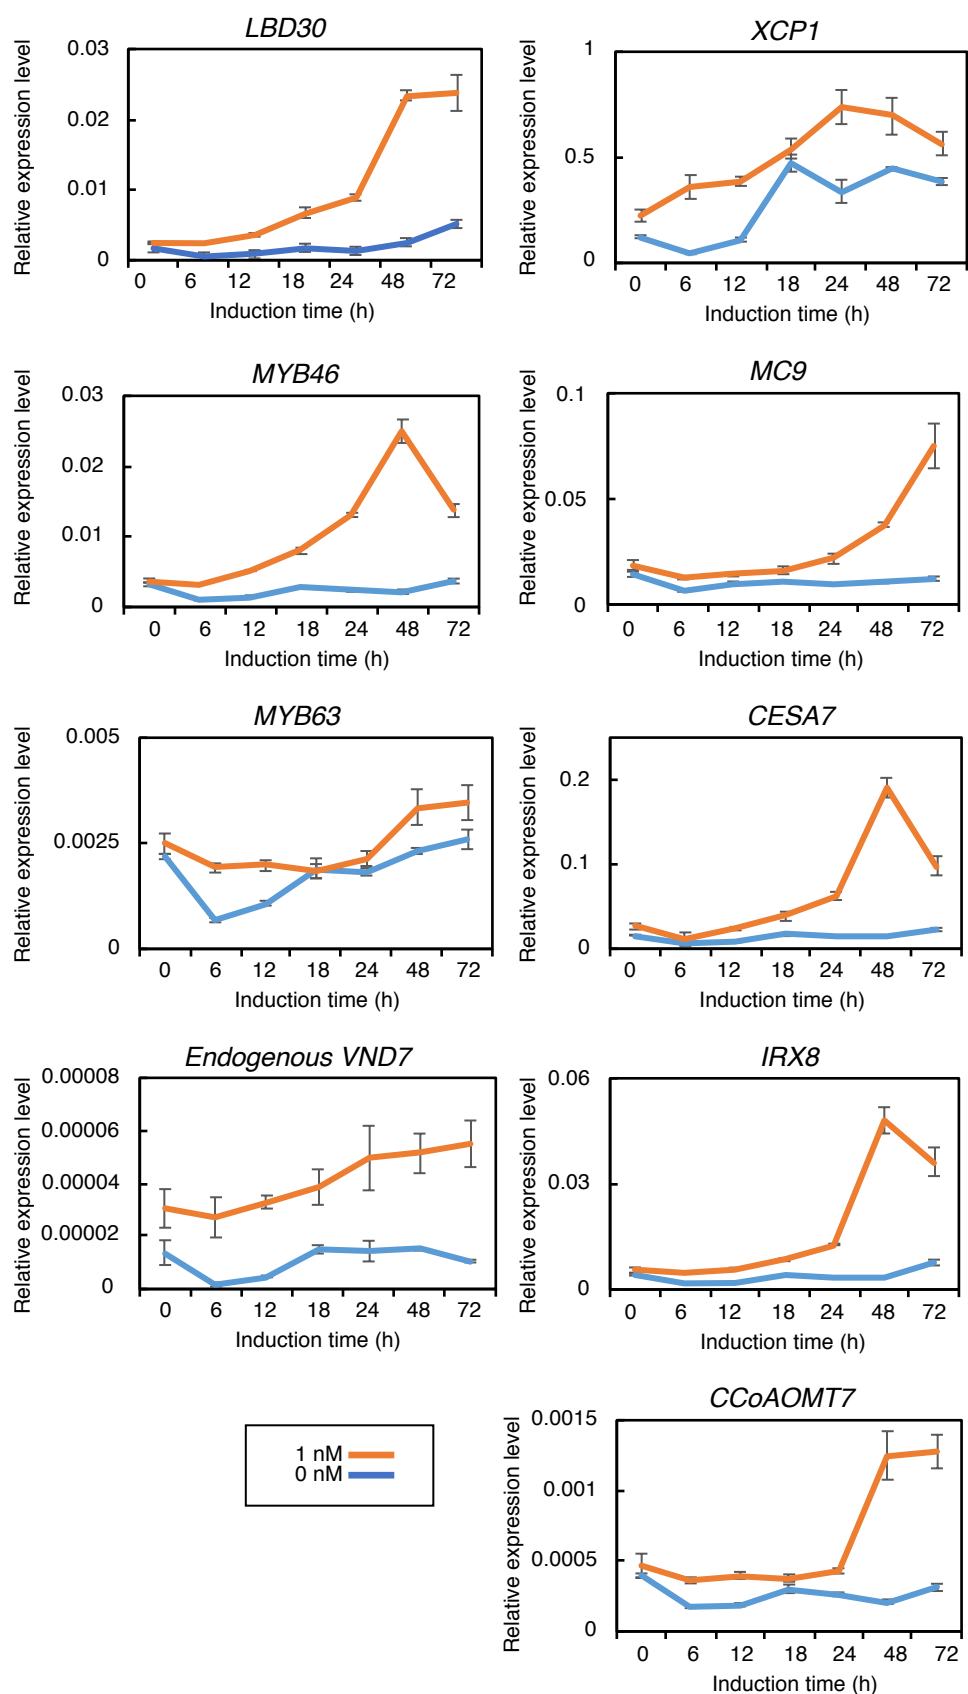 LBD30
Relative expression level
0.03
0.02
0.01
0
0 6 12 18 24 48 72
Induction time (h)
XCP1
Relative expression level
1
0.5
0
0 6 12 18 24 48 72
Induction time (h)
MYB46
Relative expression level
0.03
0.02
0.01
0
0 6 12 18 24 48 72
Induction time (h)
MC9
Relative expression level
0.1
0.05
0
0 6 12 18 24 48 72
Induction time (h)
MYB63
Relative expression level
0.005
0.0025
0
0 6 12 18 24 48 72
Induction time (h)
CESA7
Relative expression level
0.2
0.1
0
0 6 12 18 24 48 72
Induction time (h)
Endogenous VND7
Relative expression level
0.00008
0.00006
0.00004
0.00002
0
0 6 12 18 24 48 72
Induction time (h)
IRX8
Relative expression level
0.06
0.03
0
0 6 12 18 24 48 72
Induction time (h)
1 nM
0 nM
CCoAOMT7
Relative expression level
0.0015
0.001
0.0005
0
0 6 12 18 24 48 72
Induction time (h)